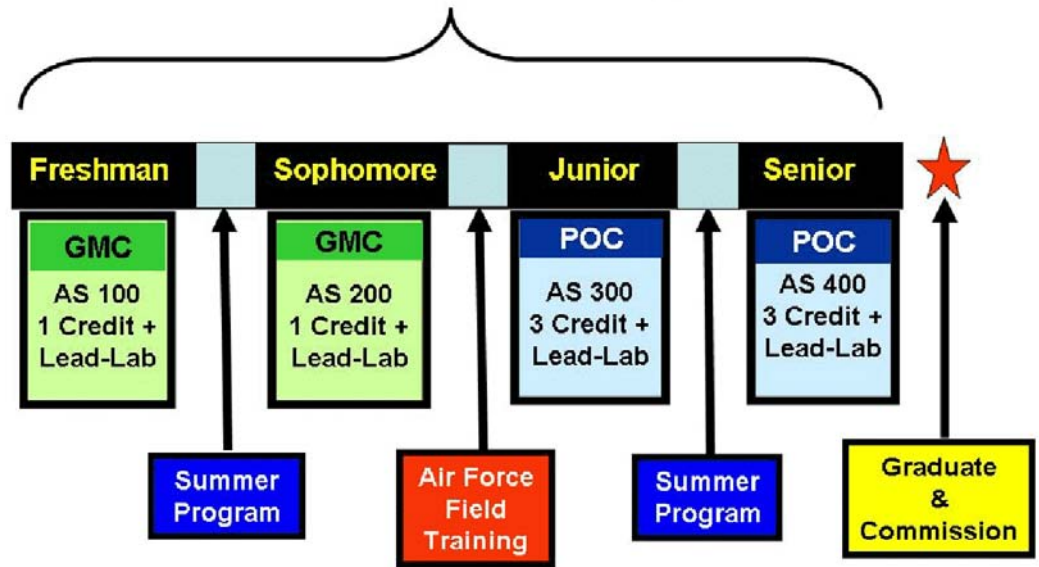 Freshman
Sophomore
Junior
Senior
GMC
AS 100
1 Credit +
Lead-Lab
GMC
AS 200
1 Credit +
Lead-Lab
POC
AS 300
3 Credit +
Lead-Lab
POC
AS 400
3 Credit +
Lead-Lab
Summer
Program
Air Force
Field
Training
Summer
Program
Graduate
&
Commission